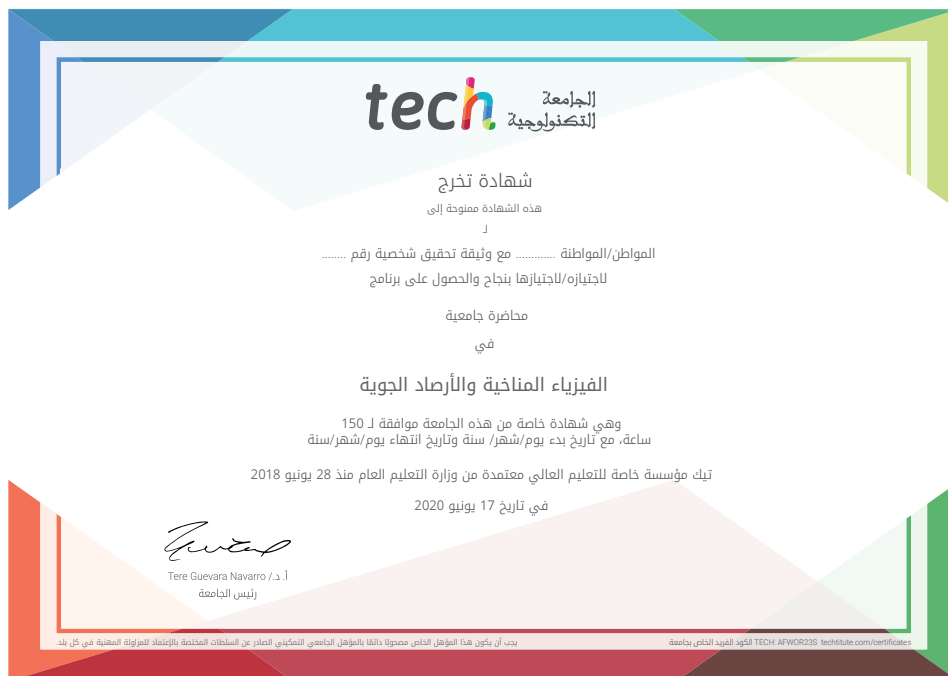 tech الجامعة
التكنولوجية
شهادة تخرج
هذه الشهادة ممنوحة إلى
لـ
المواطن/المواطنة ............ مع وثيقة تحقيق شخصية رقم ........
لاجتيازه/لاجتيازها بنجاح والحصول على برنامج
محاضرة جامعية
في
الفيزياء المناخية والأرصاد الجوية
وهي شهادة خاصة من هذه الجامعة موافقة لـ 150
ساعة، مع تاريخ بدء يوم/شهر/ سنة وتاريخ انتهاء يوم/شهر/سنة
تيك مؤسسة خاصة للتعليم العالي معتمدة من وزارة التعليم العام منذ 28 يونيو 2018
في تاريخ 17 يونيو 2020
أ.د./ Tere Guevara Navarro
رئيس الجامعة
الكود الفريد الخاص بجامعة TECH: AFWOR23S techtitute.com/certificates
يجب أن يكون هذا المؤهل الخاص مصحوبًا دائمًا بالمؤهل الجامعي التمكيني الصادر عن السلطات المختصة بالإعتماد للمزاولة المهنية في كل بلد.